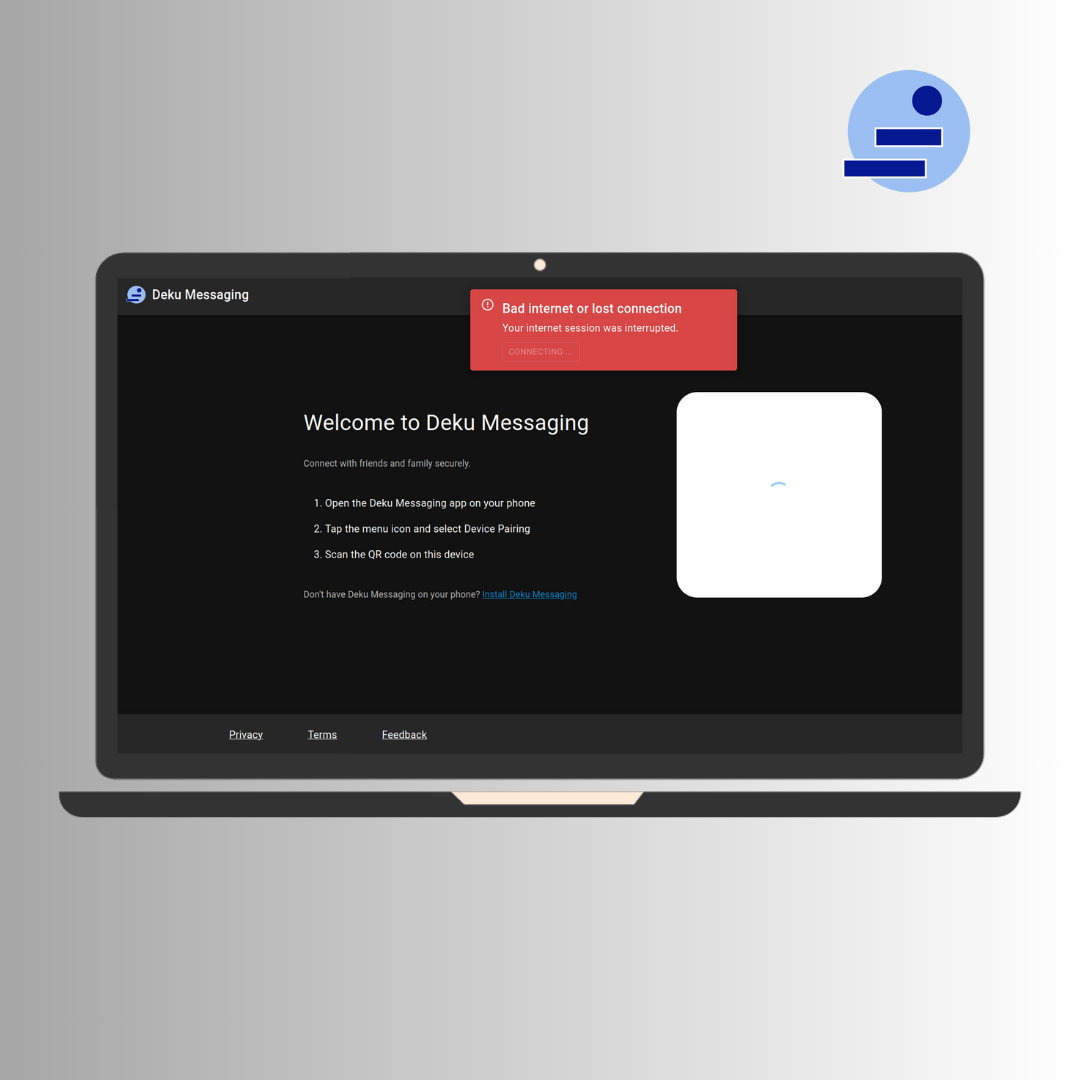 Deku Messaging
Bad internet or lost connection
Your internet session was interrupted.
CONNECTING ...
Welcome to Deku Messaging
Connect with friends and family securely.
1. Open the Deku Messaging app on your phone
2. Tap the menu icon and select Device Pairing
3. Scan the QR code on this device
Don't have Deku Messaging on your phone? Install Deku Messaging
Privacy Terms Feedback